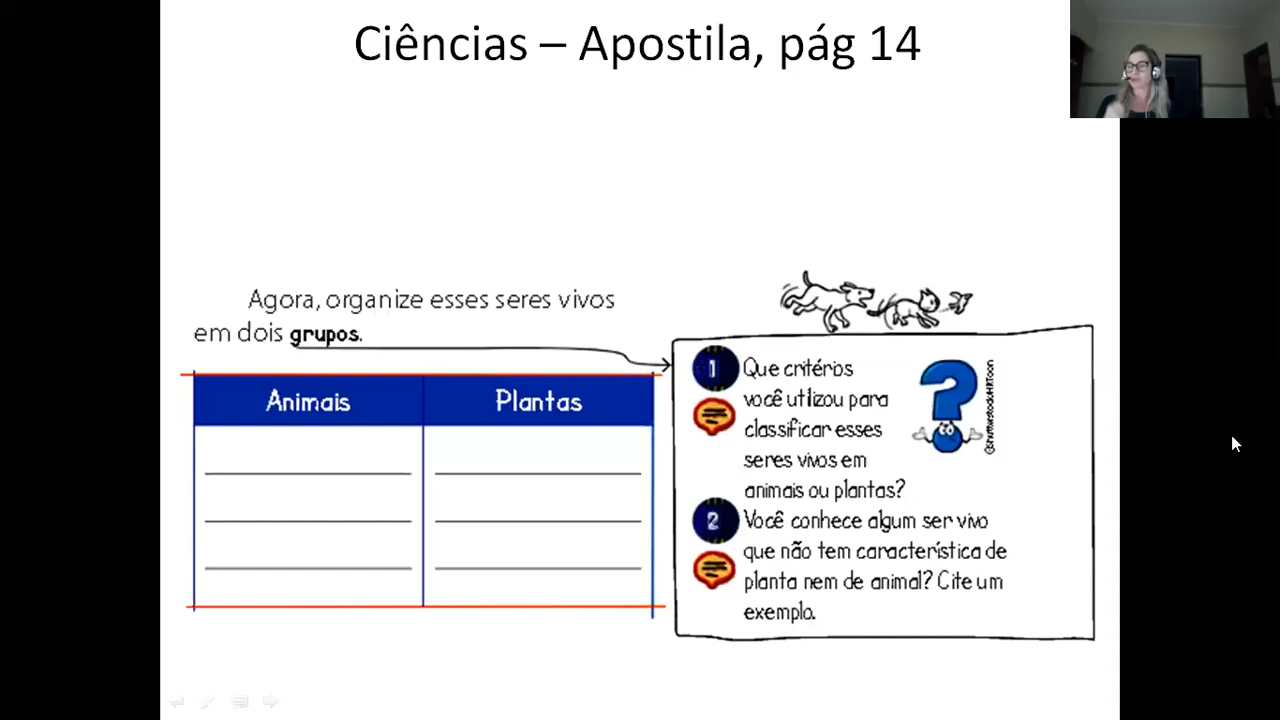 Ciências – Apostila, pág 14
Agora, organize esses seres vivos
em dois grupos.
Animais
Plantas
1
Que critérios
você utilizou para
classificar esses
seres vivos em
animais ou plantas?
2
Você conhece algum ser vivo
que não tem característica de
planta nem de animal? Cite um
exemplo.